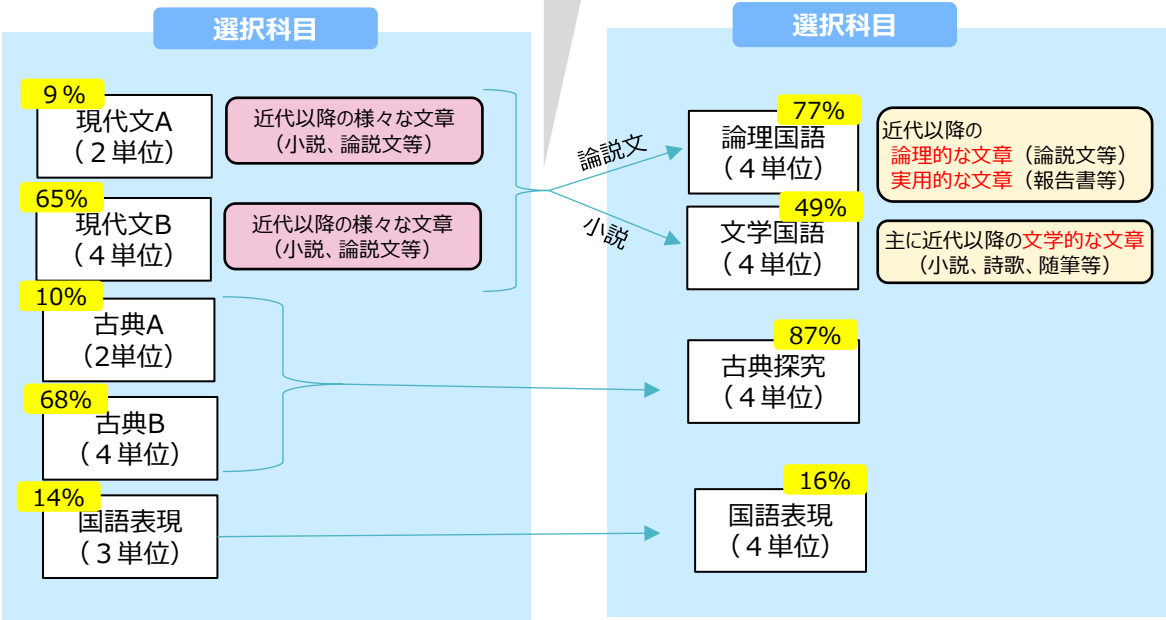 選択科目
9%
現代文A
（２単位）
近代以降の様々な文章
（小説、論説文等）
65%
現代文B
（４単位）
近代以降の様々な文章
（小説、論説文等）
10%
古典A
（2単位）
68%
古典B
（４単位）
14%
国語表現
（３単位）
論説文
小説
選択科目
77%
論理国語
（４単位）
近代以降の
論理的な文章（論説文等）
実用的な文章（報告書等）
49%
文学国語
（４単位）
主に近代以降の文学的な文章
（小説、詩歌、随筆等）
87%
古典探究
（４単位）
16%
国語表現
（４単位）